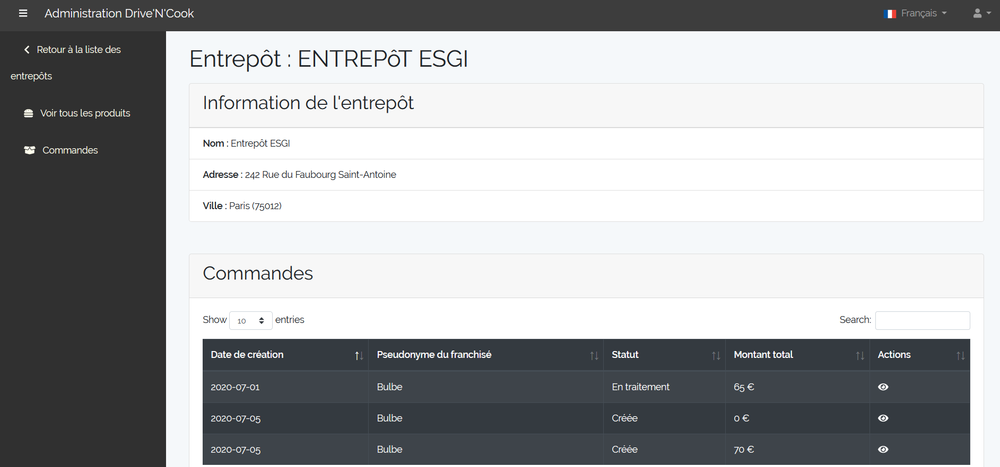 Administration Drive'N'Cook
Français
Retour à la liste des
entrepôts
Voir tous les produits
Commandes
Entrepôt : ENTREPôT ESGI
Information de l'entrepôt
Nom : Entrepôt ESGI
Adresse : 242 Rue du Faubourg Saint-Antoine
Ville : Paris (75012)
Commandes
Show 10 entries
Search:
Date de création Pseudonyme du franchisé Statut Montant total Actions
2020-07-01 Bulbe En traitement 65 €
2020-07-05 Bulbe Créée 0 €
2020-07-05 Bulbe Créée 70 €